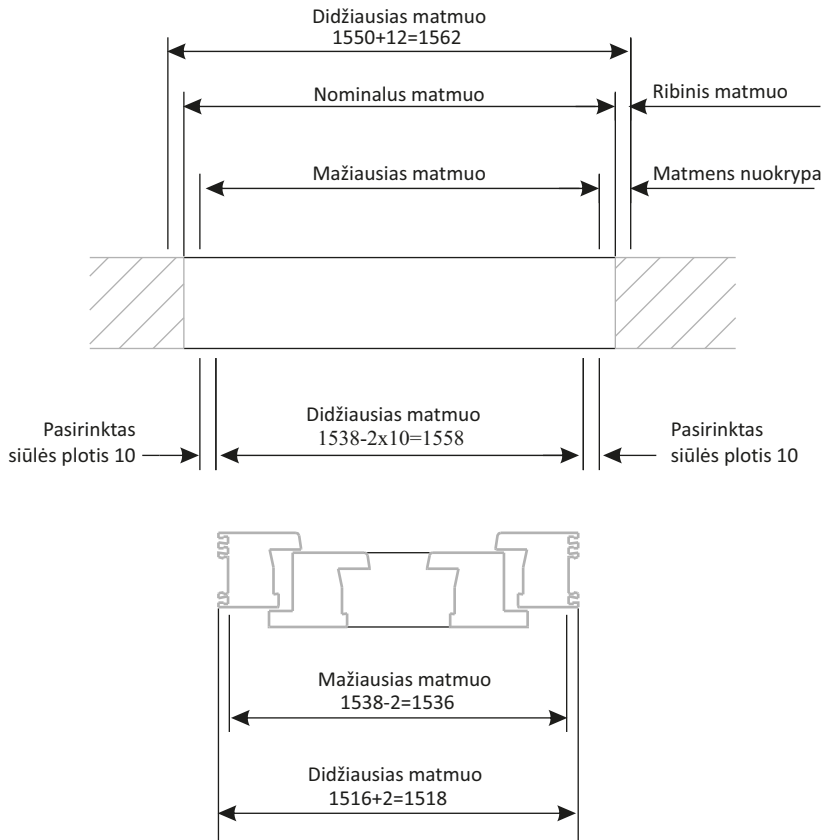 Didžiausias matmuo
1550+12=1562
Nominalus matmuo
Ribinis matmuo
Mažiausias matmuo
Matmens nuokrypa
Pasirinktas
siūlės plotis 10
Didžiausias matmuo
1538-2x10=1558
Pasirinktas
siūlės plotis 10
Mažiausias matmuo
1538-2=1536
Didžiausias matmuo
1516+2=1518